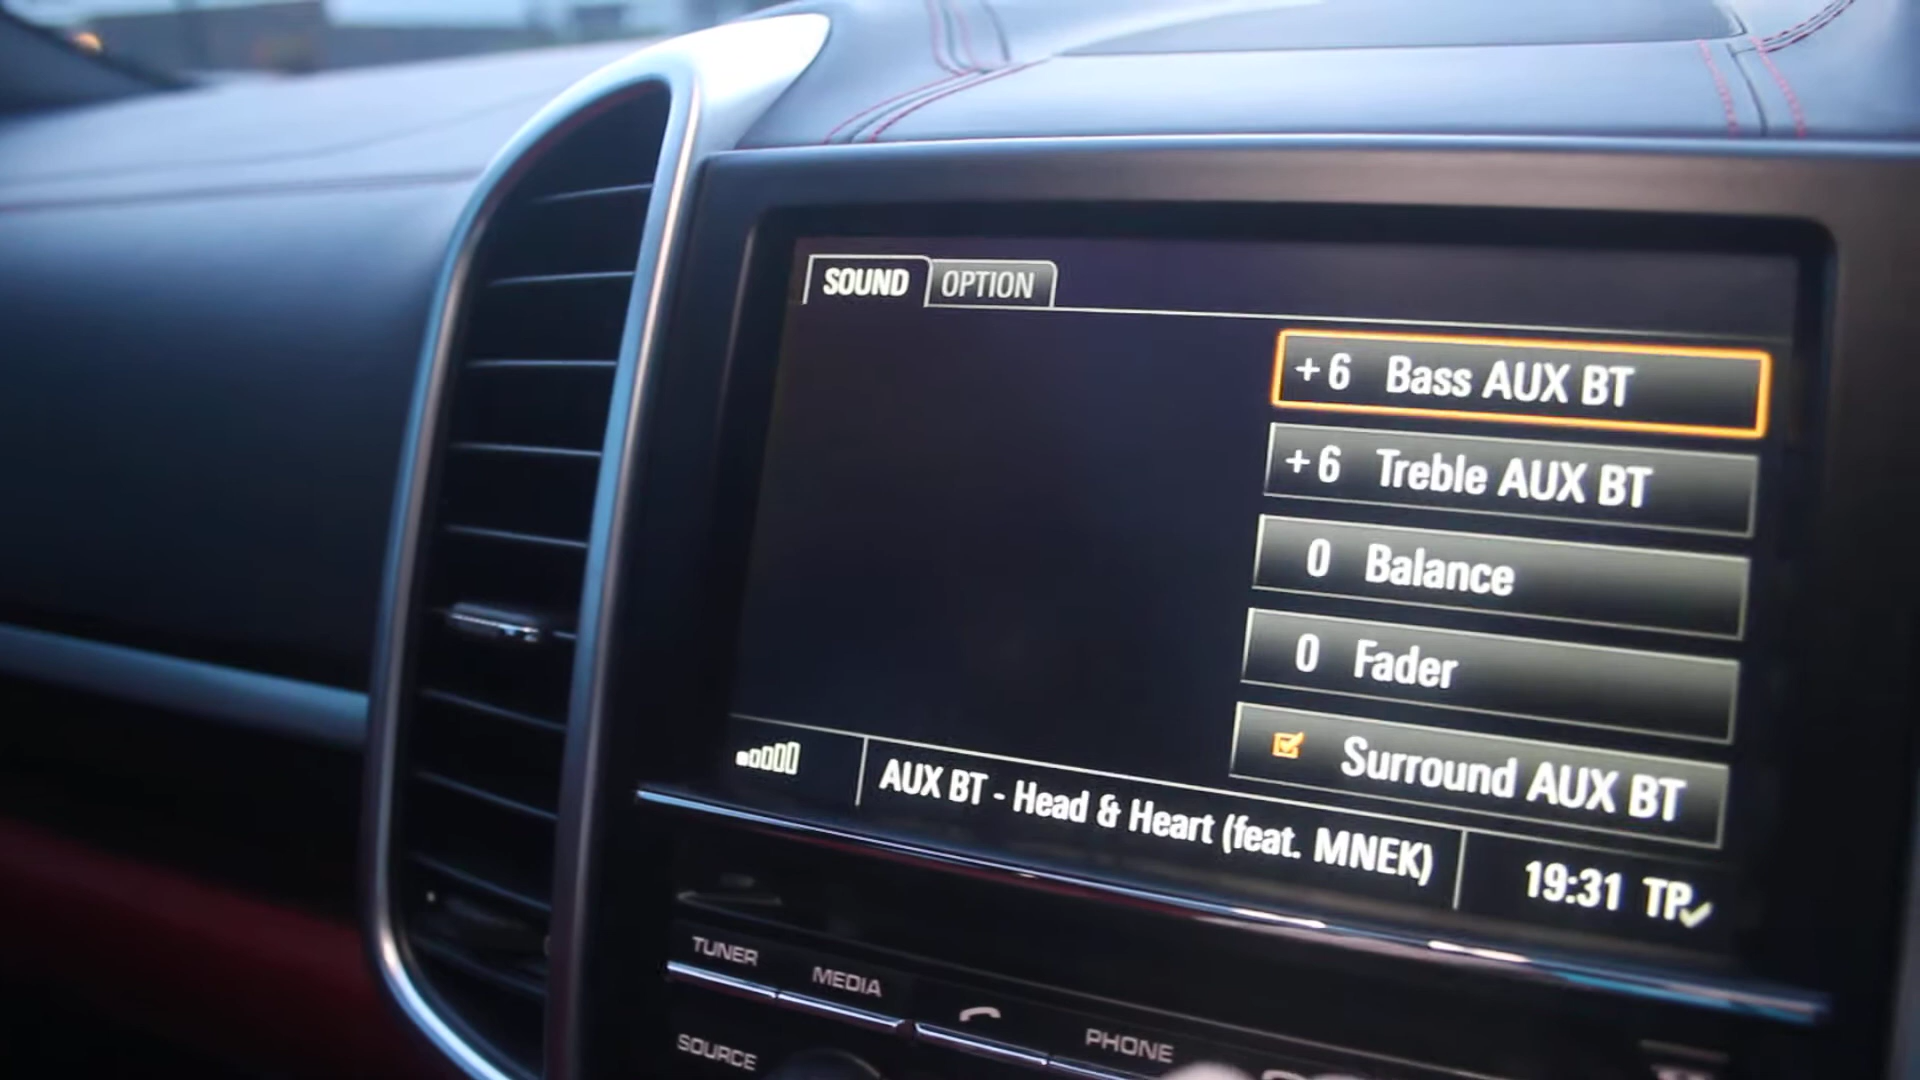 SOUND OPTION
+6 Bass AUX BT
+6 Treble AUX BT
0 Balance
0 Fader
Surround AUX BT
AUX BT - Head & Heart (feat. MNEK)
19:31 TP
TUNER
MEDIA
PHONE
SOURCE